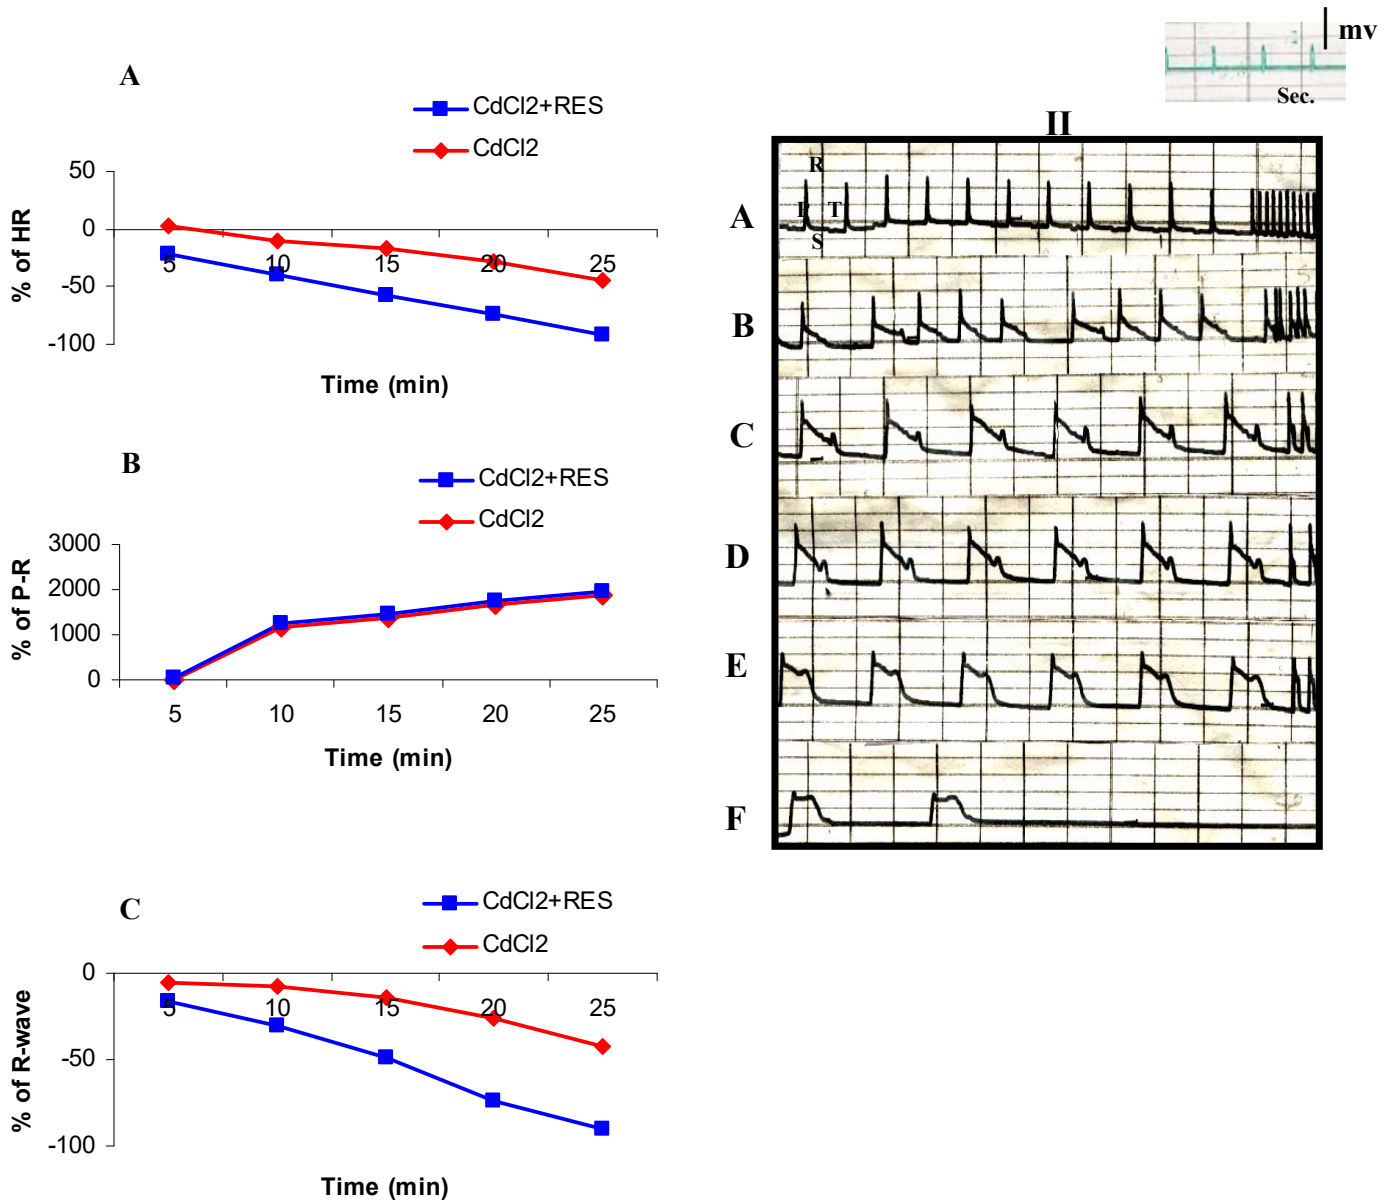 mv
Sec.
A
CdCl2+RES
CdCl2
50
0
-50
-100
5 10 15 20 25
% of HR
Time (min)
B
CdCl2+RES
CdCl2
3000
2000
1000
0
5 10 15 20 25
% of P-R
Time (min)
C
CdCl2+RES
CdCl2
0
-50
-100
5 10 15 20 25
% of R-wave
Time (min)
II
R
P T
S
A
B
C
D
E
F